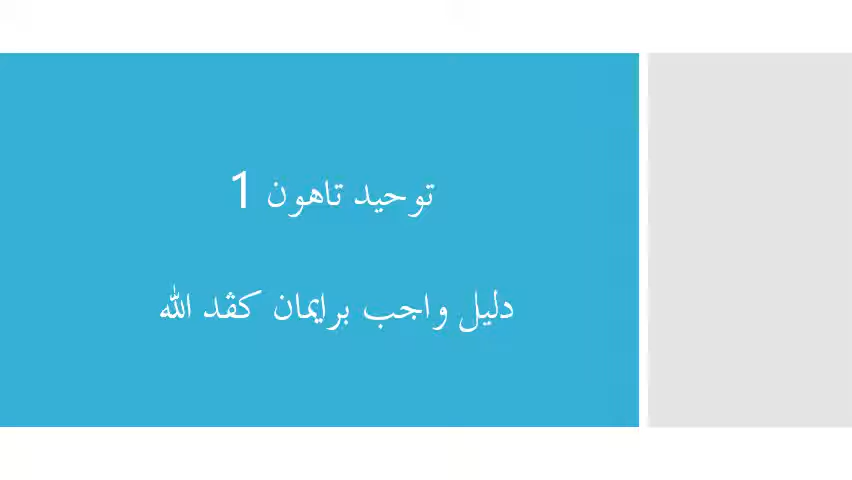 توحيد تاهون 1
دليل واجب برايمان كڤد الله